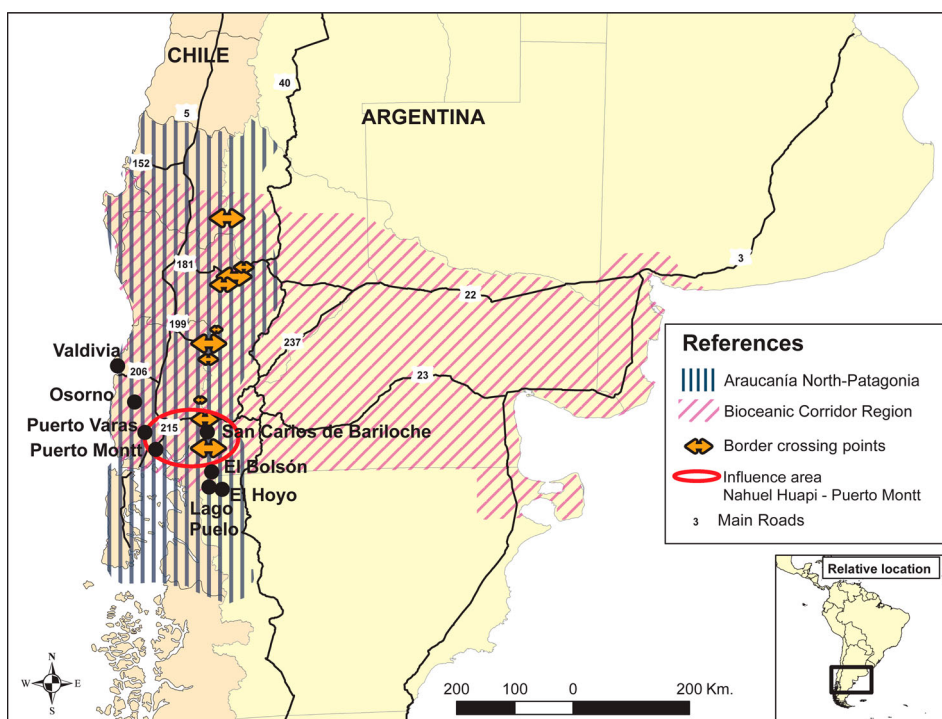 CHILE
40
5
ARGENTINA
152
3
181
22
199
237
Valdivia
206
23
Osorno
Puerto Varas
215
San Carlos de Bariloche
Puerto Montt
El Bolsón
El Hoyo
Lago
Puelo
References
Araucanía North-Patagonia
Bioceanic Corridor Region
Border crossing points
Influence area
Nahuel Huapi - Puerto Montt
3 Main Roads
Relative location
N
W E
S
200 100 0 200 Km.